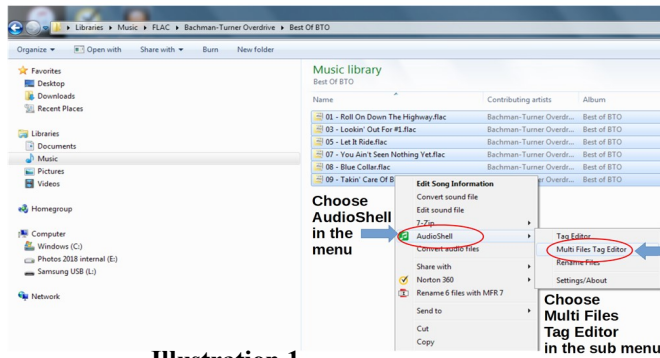 Libraries ▸ Music ▸ FLAC ▸ Bachman-Turner Overdrive ▸ Best Of BTO
Organize Open with Share with Burn New folder
Favorites
Desktop
Downloads
Recent Places
Libraries
Documents
Music
Pictures
Videos
Homegroup
Computer
Windows (C:)
Photos 2018 internal (E:)
Samsung USB (L:)
Network
Music library
Best Of BTO
Name Contributing artists Album
01 - Roll On Down The Highway.flac Bachman-Turner Overdr... Best of BTO
03 - Lookin' Out For #1.flac Bachman-Turner Overdr... Best of BTO
05 - Let It Ride.flac Bachman-Turner Overdr... Best of BTO
07 - You Ain't Seen Nothing Yet.flac Bachman-Turner Overdr... Best of BTO
08 - Blue Collar.flac Bachman-Turner Overdr... Best of BTO
09 - Takin' Care Of B er Overdr... Best of BTO
Choose
AudioShell
in the
menu
Edit Song Information
Convert sound file
Edit sound file
7-Zip
AudioShell
Convert audio files
Share with
Norton 360
Rename 6 files with MFR 7
Send to
Cut
Copy
Tag Editor
Multi Files Tag Editor
Rename Files
Settings/About
Choose
Multi Files
Tag Editor
in the sub menu
Illustration 1